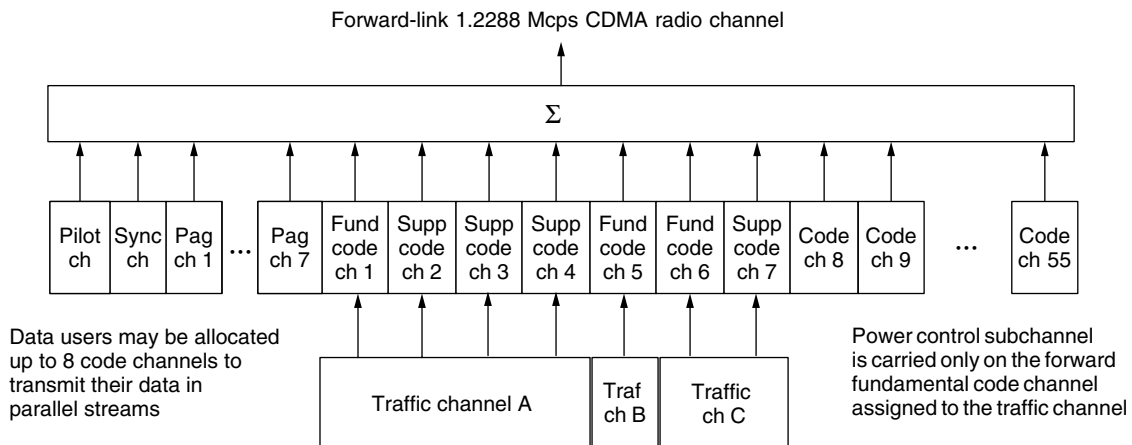 Forward-link 1.2288 Mcps CDMA radio channel
Σ
Pilot
ch
Sync
ch
Pag
ch 1
...
Pag
ch 7
Fund
code
ch 1
Supp
code
ch 2
Supp
code
ch 3
Supp
code
ch 4
Fund
code
ch 5
Fund
code
ch 6
Supp
code
ch 7
Code
ch 8
Code
ch 9
...
Code
ch 55
Data users may be allocated
up to 8 code channels to
transmit their data in
parallel streams
Traffic channel A
Traf
ch B
Traffic
ch C
Power control subchannel
is carried only on the forward
fundamental code channel
assigned to the traffic channel